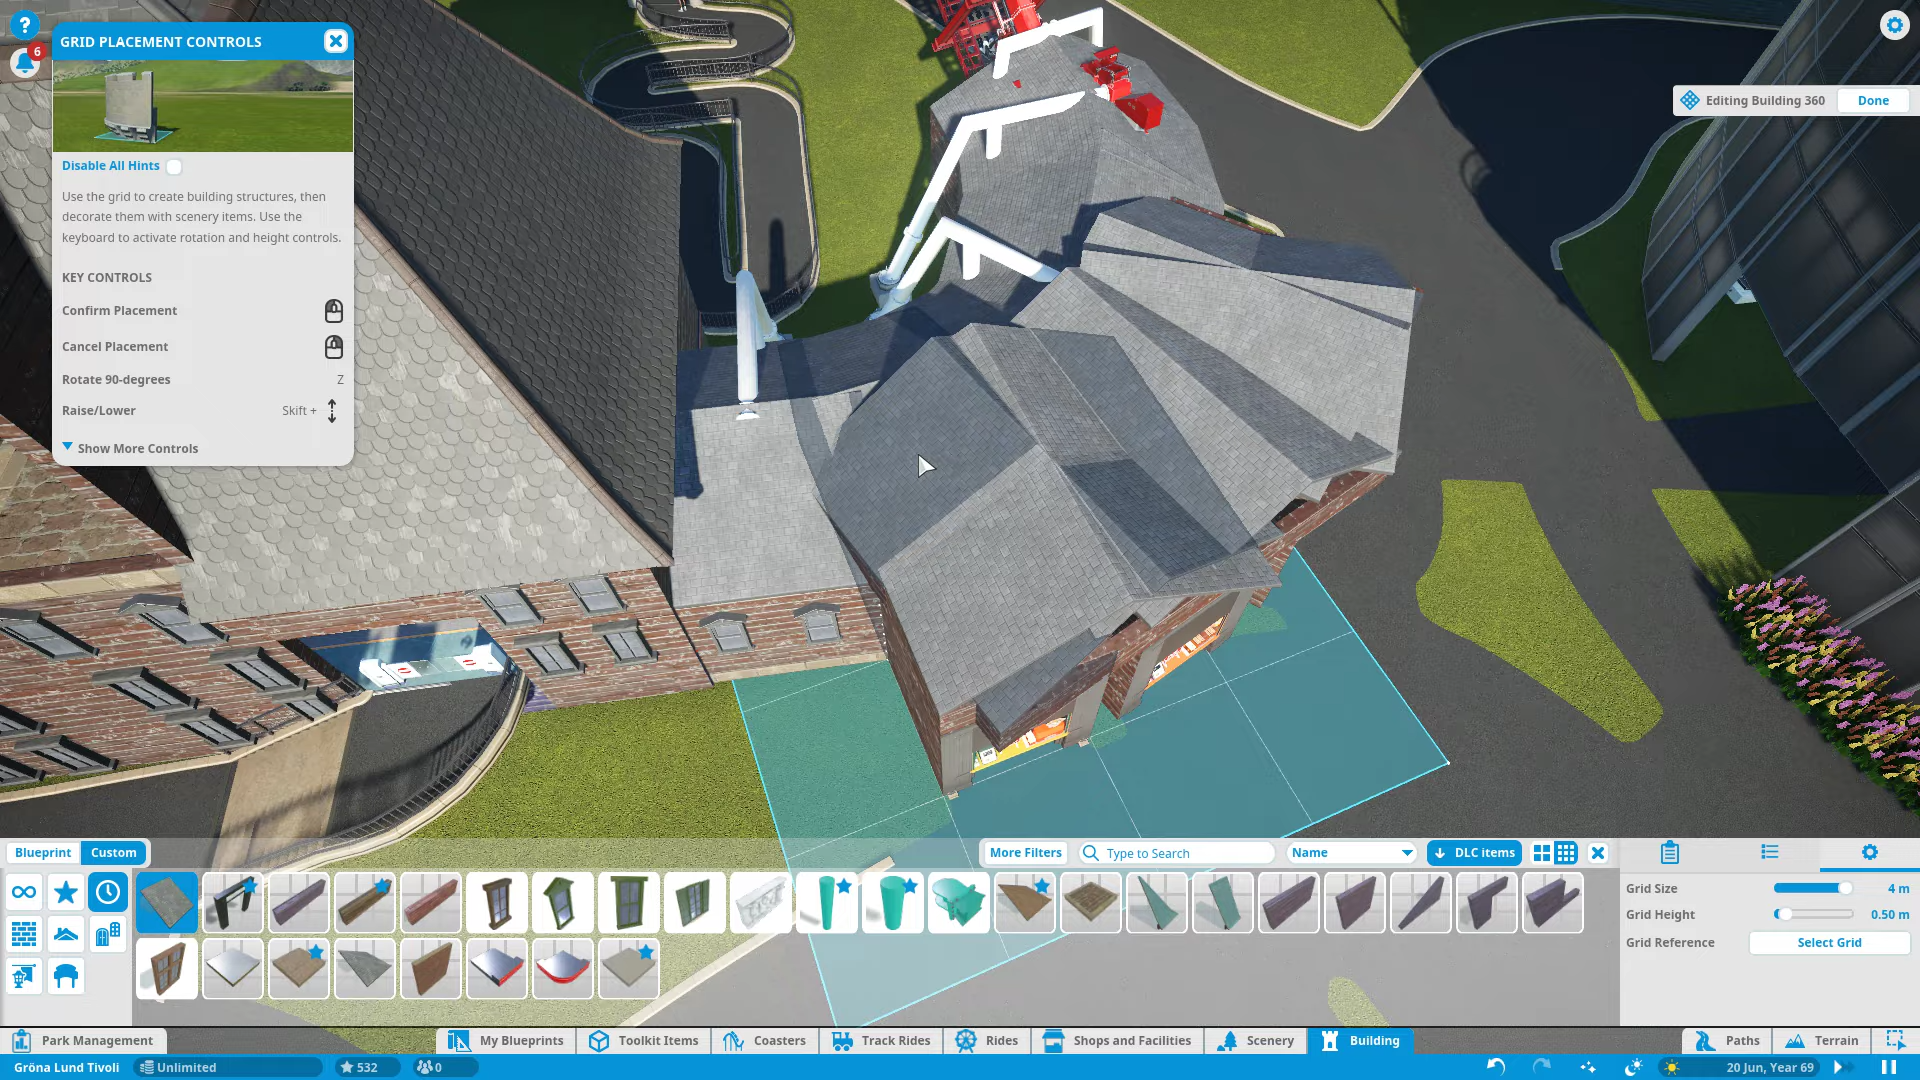 ?
6
GRID PLACEMENT CONTROLS
Disable All Hints
Use the grid to create building structures, then
decorate them with scenery items. Use the
keyboard to activate rotation and height controls.
KEY CONTROLS
Confirm Placement
Cancel Placement
Rotate 90-degrees Z
Raise/Lower Skift +
Show More Controls
Editing Building 360 Done
Blueprint Custom
More Filters Type to Search Name DLC items
Grid Size 4 m
Grid Height 0.50 m
Grid Reference Select Grid
Park Management My Blueprints Toolkit Items Coasters Track Rides Rides Shops and Facilities Scenery Building Paths Terrain
Gröna Lund Tivoli Unlimited 532 0 20 Jun, Year 69